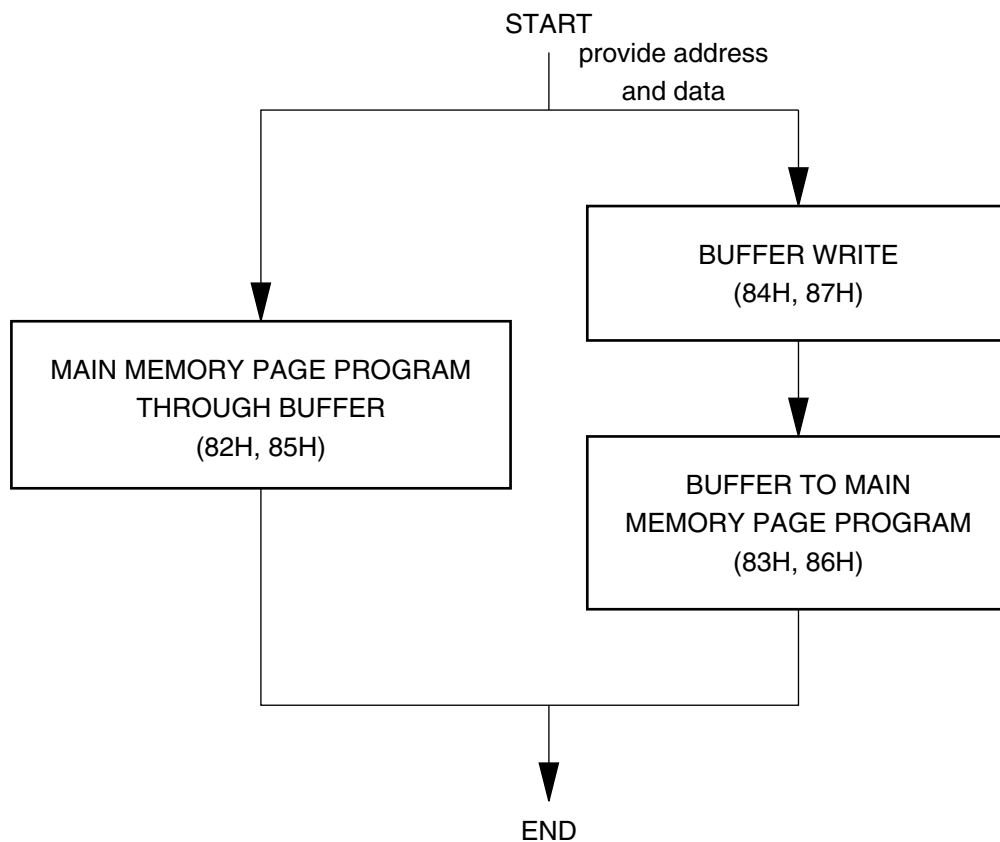 START
provide address
and data
BUFFER WRITE
(84H, 87H)
MAIN MEMORY PAGE PROGRAM
THROUGH BUFFER
(82H, 85H)
BUFFER TO MAIN
MEMORY PAGE PROGRAM
(83H, 86H)
END